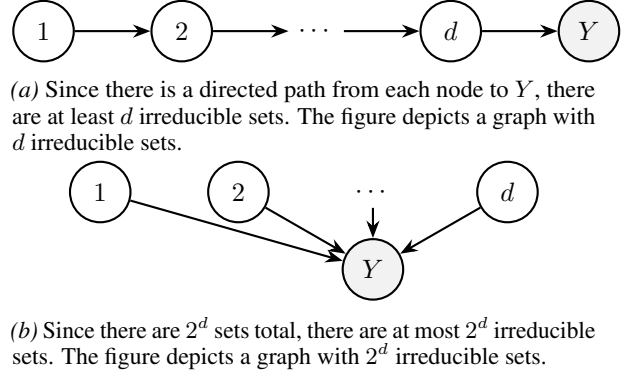 1 2 ··· d Y
(a) Since there is a directed path from each node to Y, there
are at least d irreducible sets. The figure depicts a graph with
d irreducible sets.
1 2 ··· d
Y
(b) Since there are 2^d sets total, there are at most 2^d irreducible
sets. The figure depicts a graph with 2^d irreducible sets.